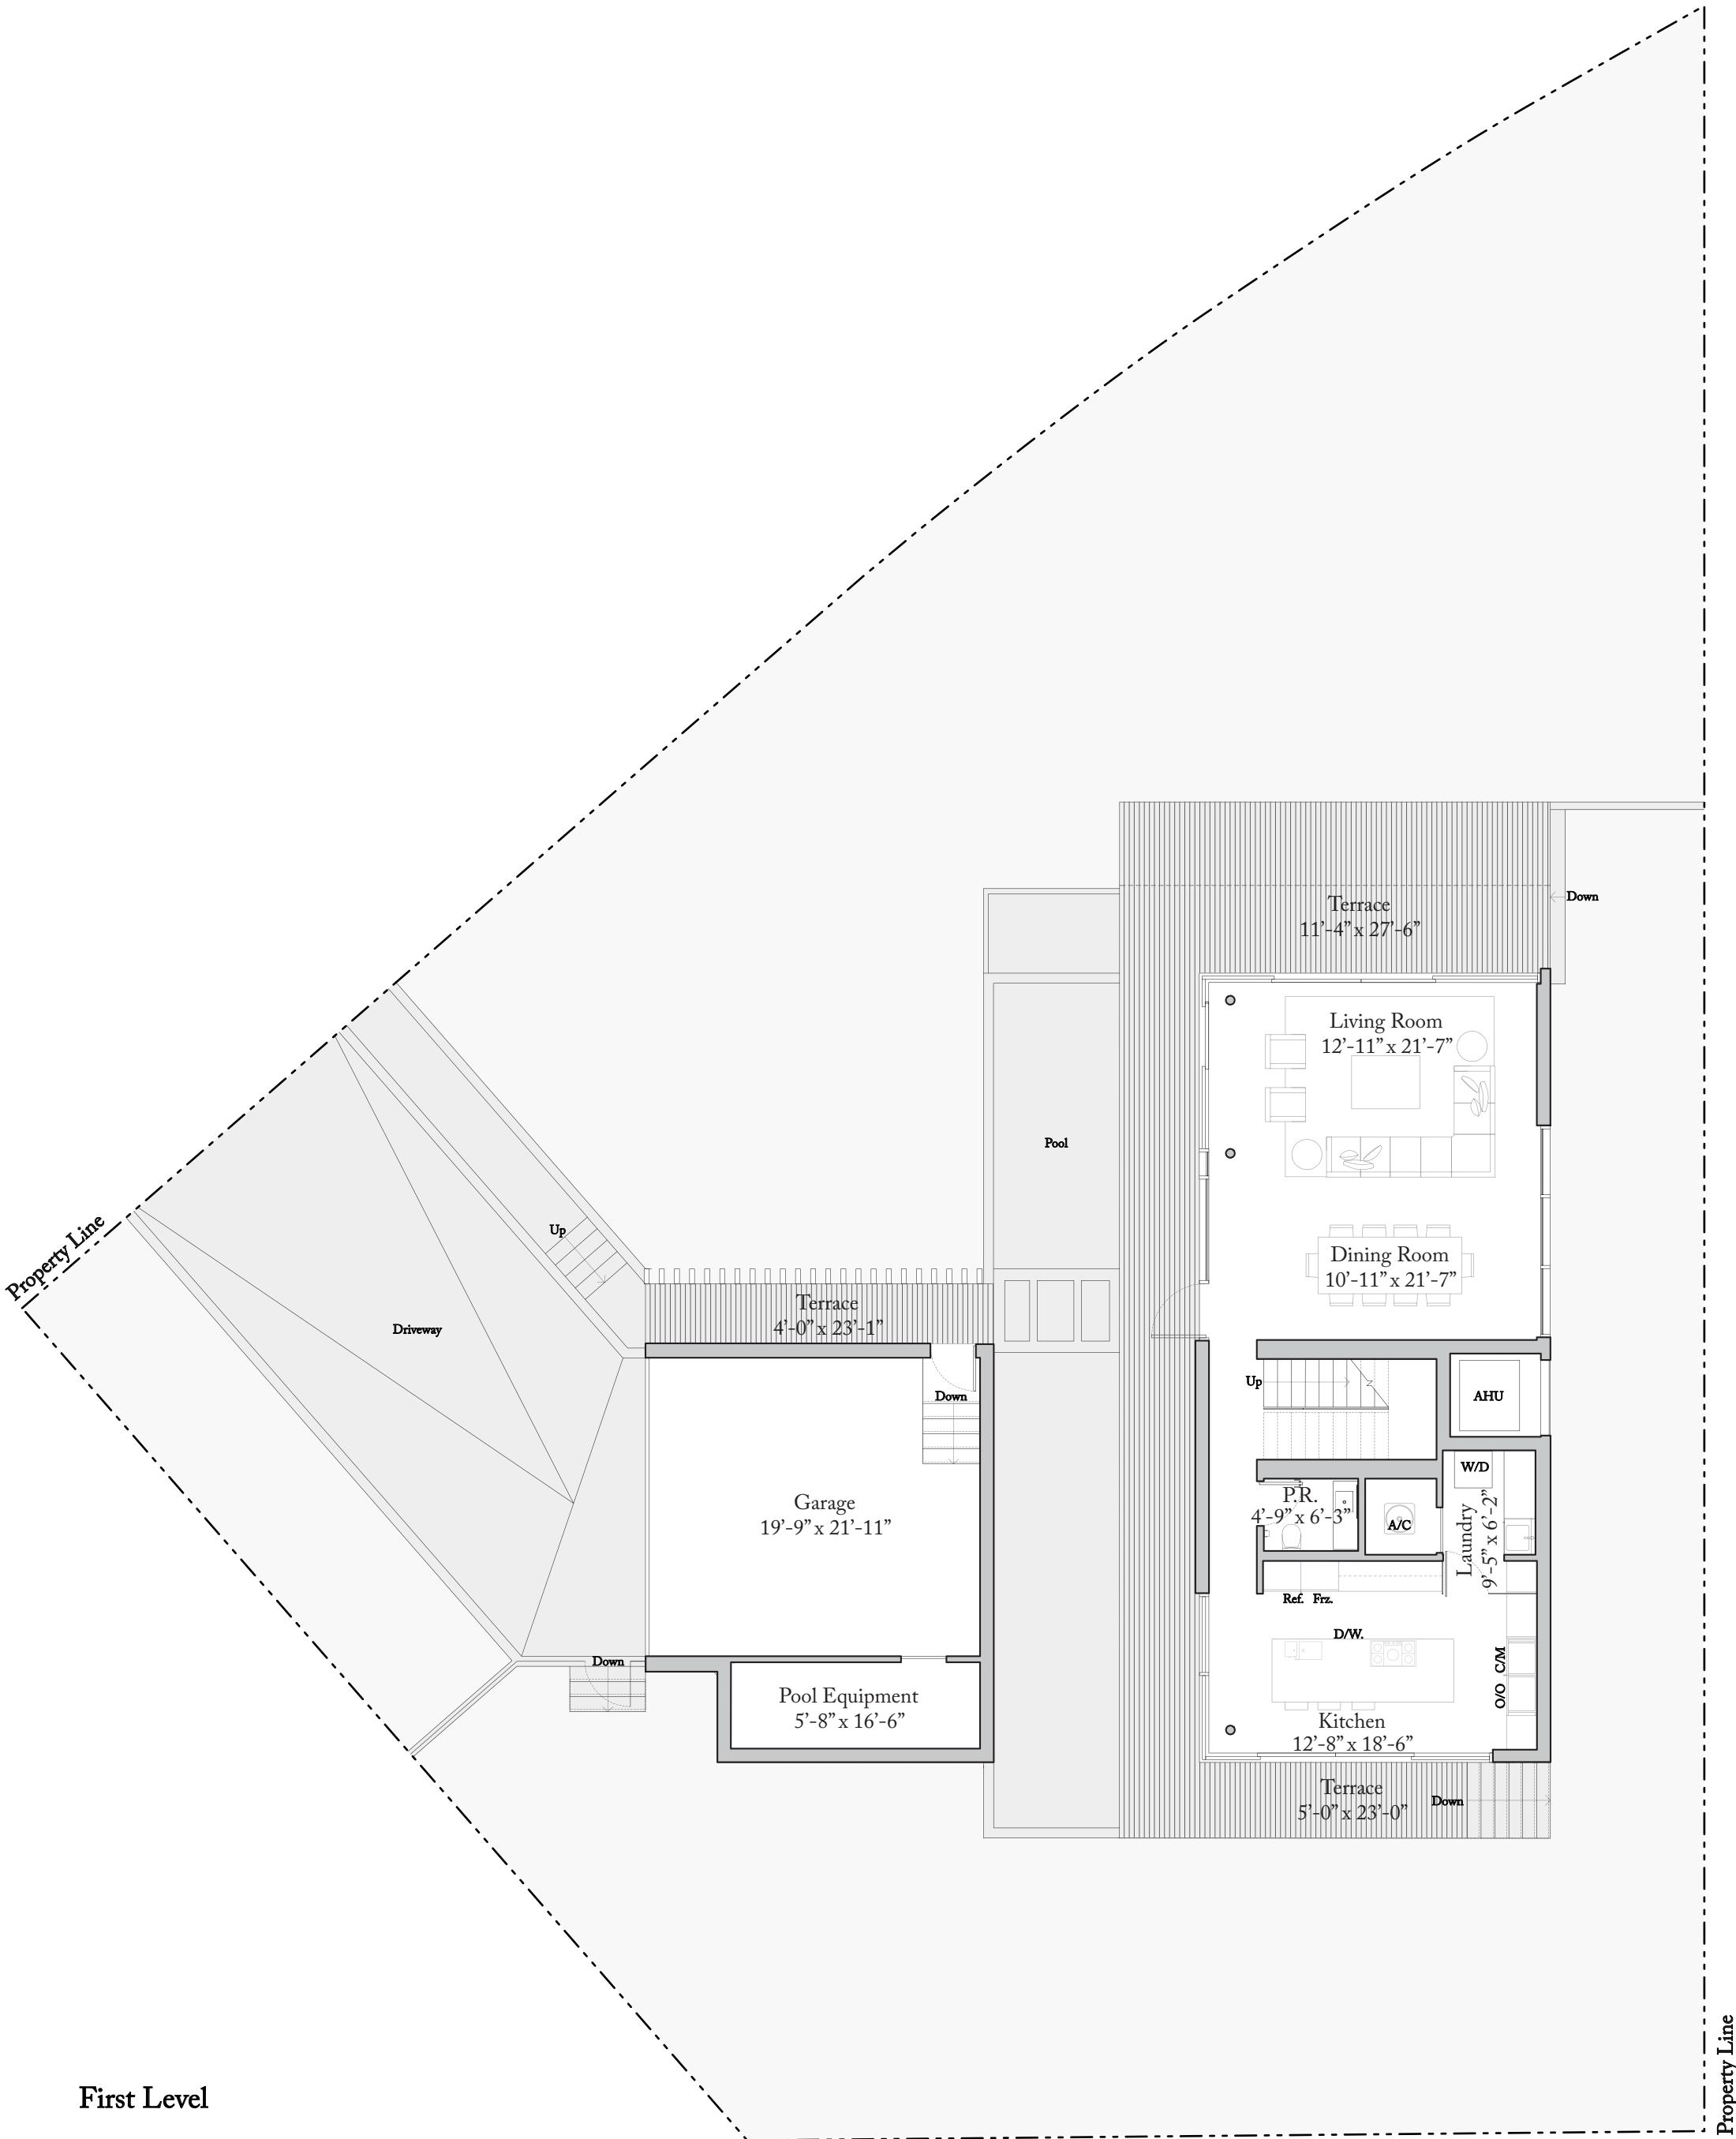 Terrace
11’-4” x 27’-6”
Down
Living Room
12’-11” x 21’-7”
Pool
Property Line
Up
Dining Room
10’-11” x 21’-7”
Terrace
4’-0” x 23’-1”
Driveway
Down
Up
AHU
Garage
19’-9” x 21’-11”
W/D
P.R.
4’-9” x 6’-3”
A/C
Laundry
9’-5” x 6’-2”
Ref.
Frz.
D/W.
Down
O/O
C/M
Pool Equipment
5’-8” x 16’-6”
Kitchen
12’-8” x 18’-6”
Terrace
5’-0” x 23’-0”
Down
First Level
Property Line